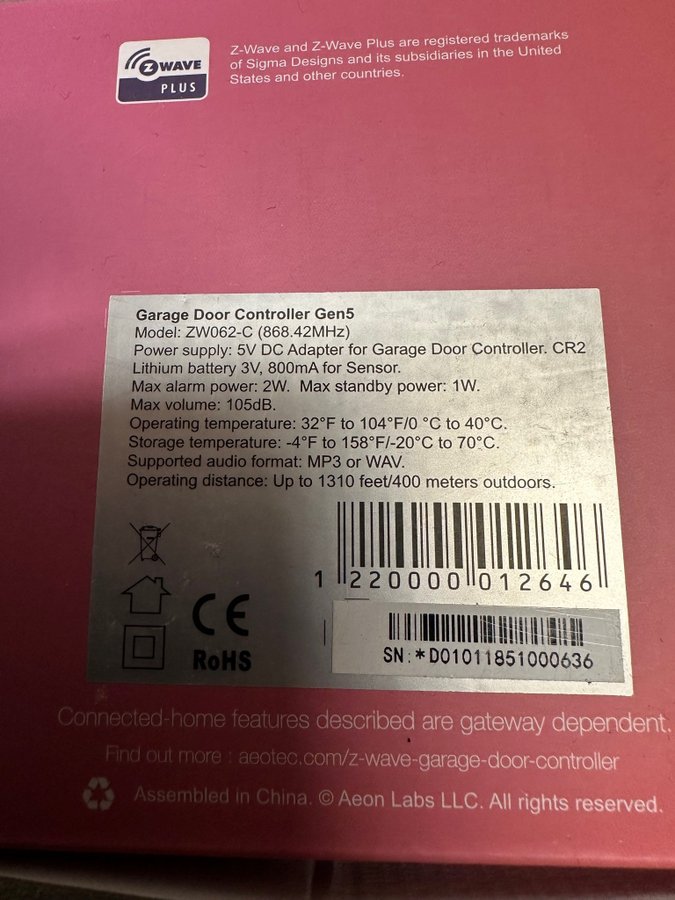 Z-WAVE
PLUS
Z-Wave and Z-Wave Plus are registered trademarks
of Sigma Designs and its subsidiaries in the United
States and other countries.
Garage Door Controller Gen5
Model: ZW062-C (868.42MHz)
Power supply: 5V DC Adapter for Garage Door Controller. CR2
Lithium battery 3V, 800mA for Sensor.
Max alarm power: 2W. Max standby power: 1W.
Max volume: 105dB.
Operating temperature: 32°F to 104°F/0 °C to 40°C.
Storage temperature: -4°F to 158°F/-20°C to 70°C.
Supported audio format: MP3 or WAV.
Operating distance: Up to 1310 feet/400 meters outdoors.
1 220000 012646
CE
RoHS
SN:*D01011851000636
Connected-home features described are gateway dependent.
Find out more : aeotec.com/z-wave-garage-door-controller
Assembled in China. © Aeon Labs LLC. All rights reserved.